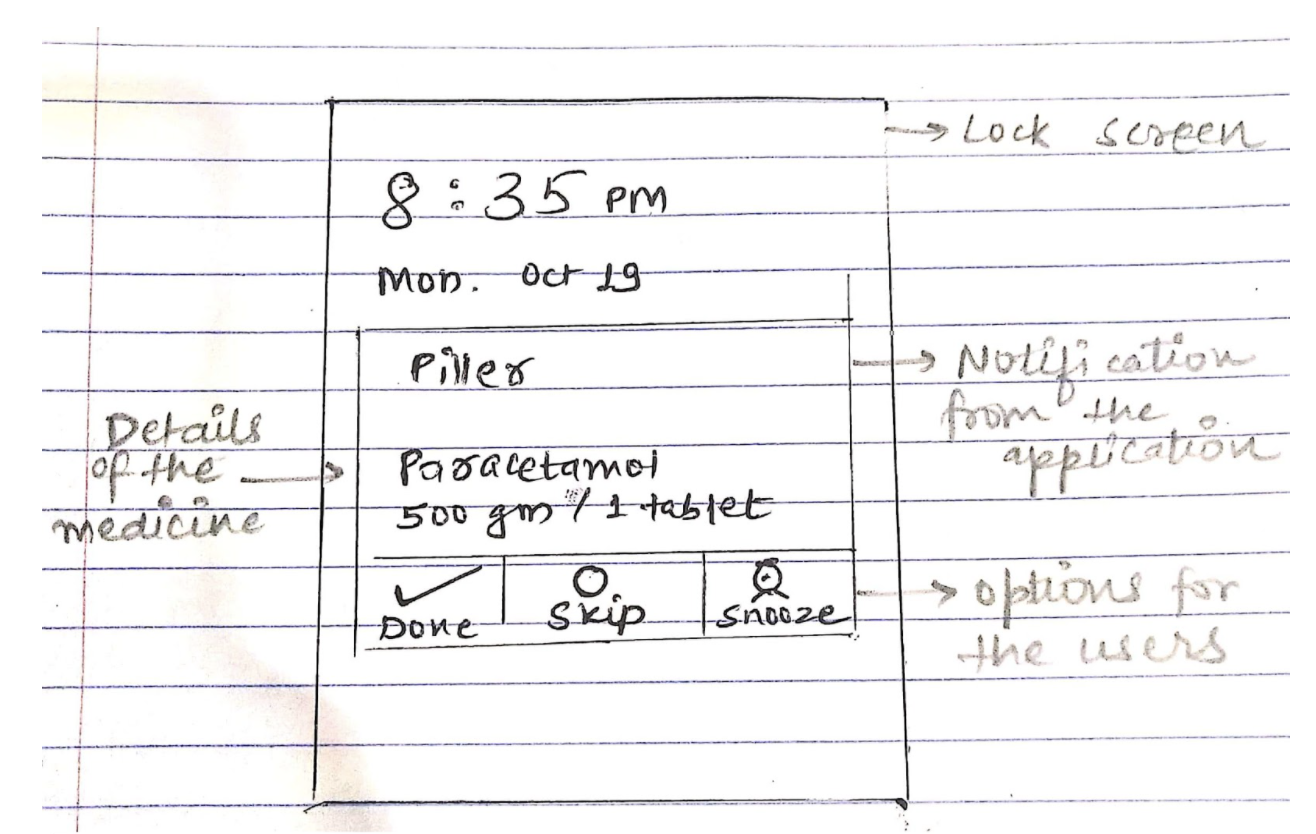 Lock screen
8:35 PM
Mon. Oct 19
Piller
Notification
from the
application
Details
of the
medicine
Paracetamol
500 gm / 1 tablet
Done
Skip
Snooze
options for
the users